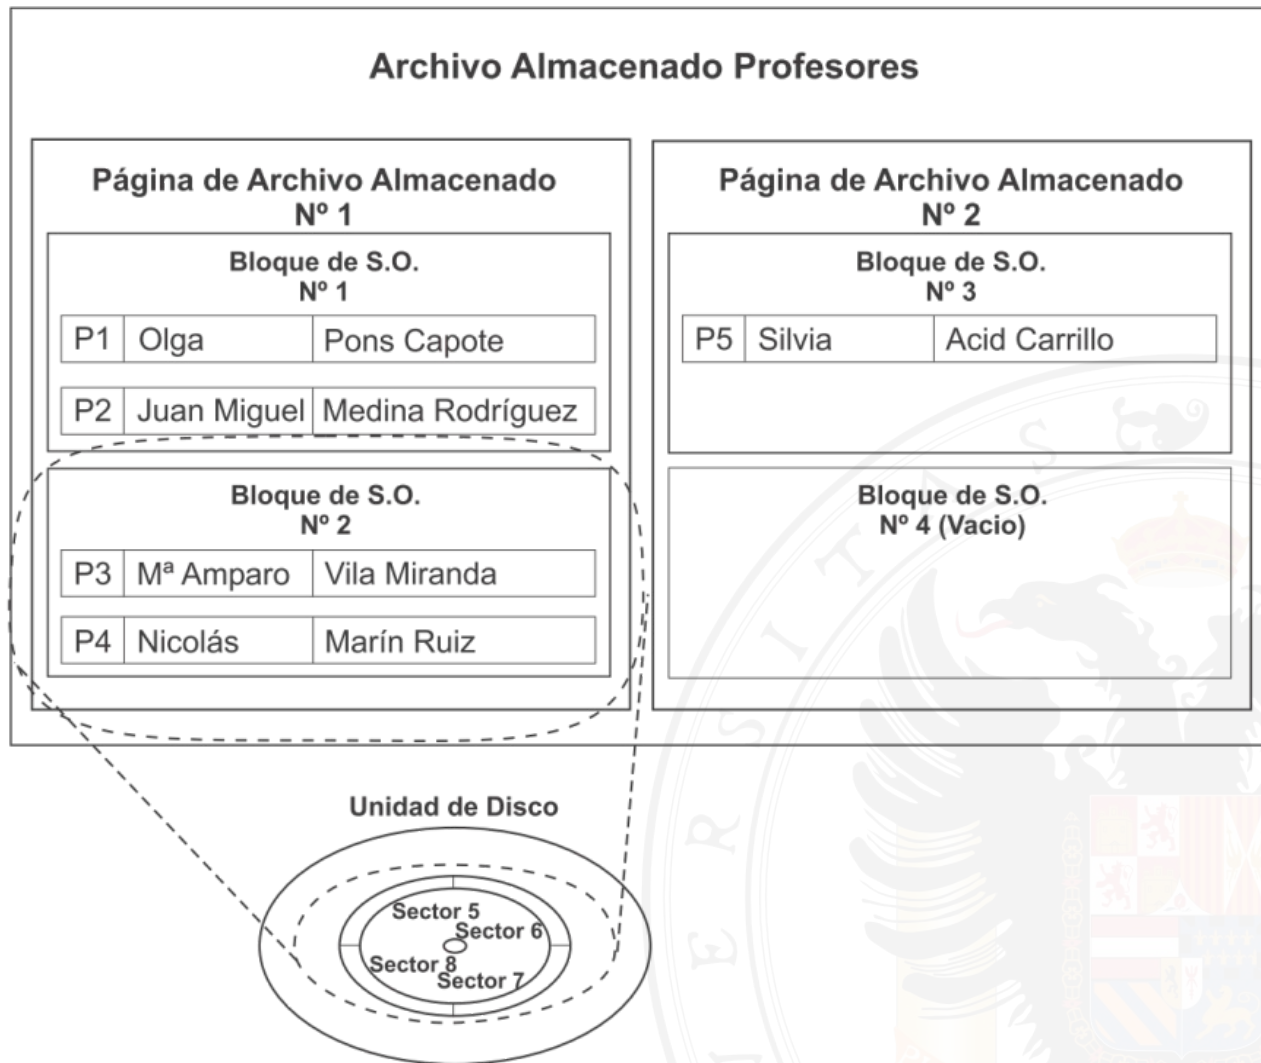 Archivo Almacenado Profesores
Página de Archivo Almacenado
Nº 1
Bloque de S.O.
Nº 1
P1 Olga Pons Capote
P2 Juan Miguel Medina Rodríguez
Bloque de S.O.
Nº 2
P3 Mª Amparo Vila Miranda
P4 Nicolás Marín Ruiz
Página de Archivo Almacenado
Nº 2
Bloque de S.O.
Nº 3
P5 Silvia Acid Carrillo
Bloque de S.O.
Nº 4 (Vacio)
Unidad de Disco
Sector 5
Sector 6
Sector 8
Sector 7
ERSITAS